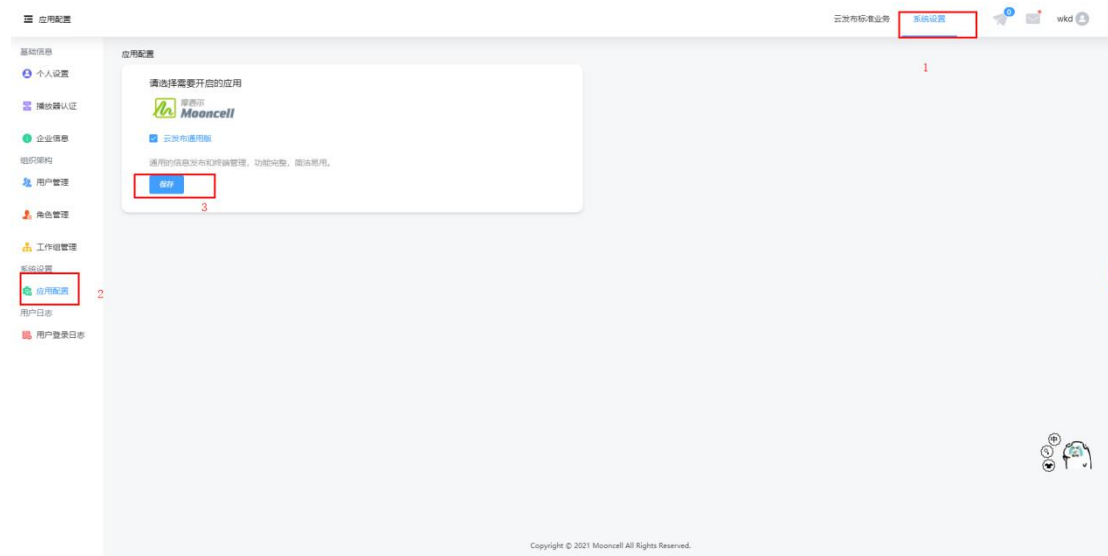 应用配置
云发布标准业务
系统设置
0
wkd
1
基础信息
个人设置
播放器认证
企业信息
组织架构
用户管理
角色管理
工作组管理
系统设置
应用配置
2
用户日志
用户登录日志
应用配置
请选择需要开启的应用
摩恩尔
Mooncell
云发布通用版
通用的信息发布和终端管理，功能完整，简洁易用。
保存
3
中
Copyright © 2021 Mooncell All Rights Reserved.